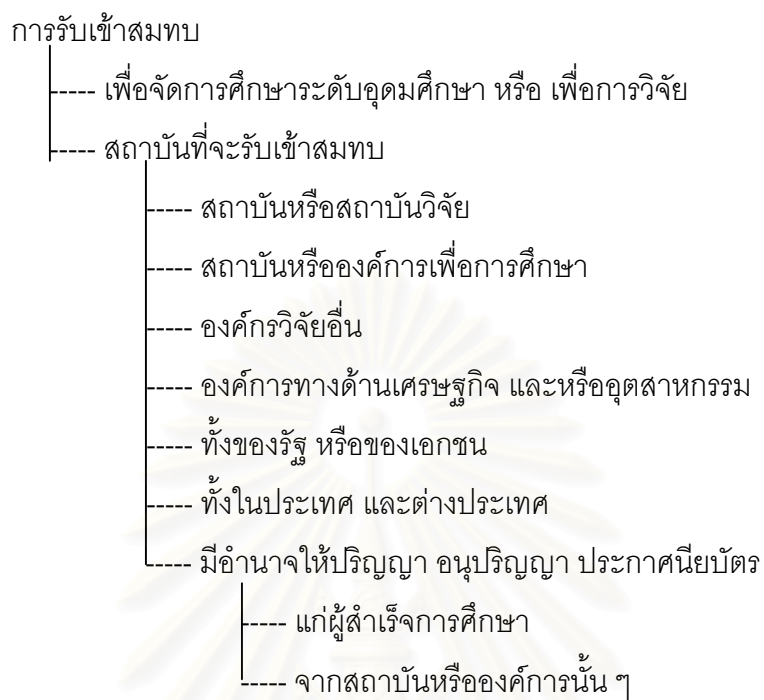 การรับเข้าสมทบ
----- เพื่อจัดการศึกษาระดับอุดมศึกษา หรือ เพื่อการวิจัย
----- สถาบันที่จะรับเข้าสมทบ
----- สถาบันหรือสถาบันวิจัย
----- สถาบันหรือองค์การเพื่อการศึกษา
----- องค์กรวิจัยอื่น
----- องค์การทางด้านเศรษฐกิจ และหรืออุตสาหกรรม
----- ทั้งของรัฐ หรือของเอกชน
----- ทั้งในประเทศ และต่างประเทศ
----- มีอำนาจให้ปริญญา อนุปริญญา ประกาศนียบัตร
----- แก่ผู้สำเร็จการศึกษา
----- จากสถาบันหรือองค์การนั้น ๆ